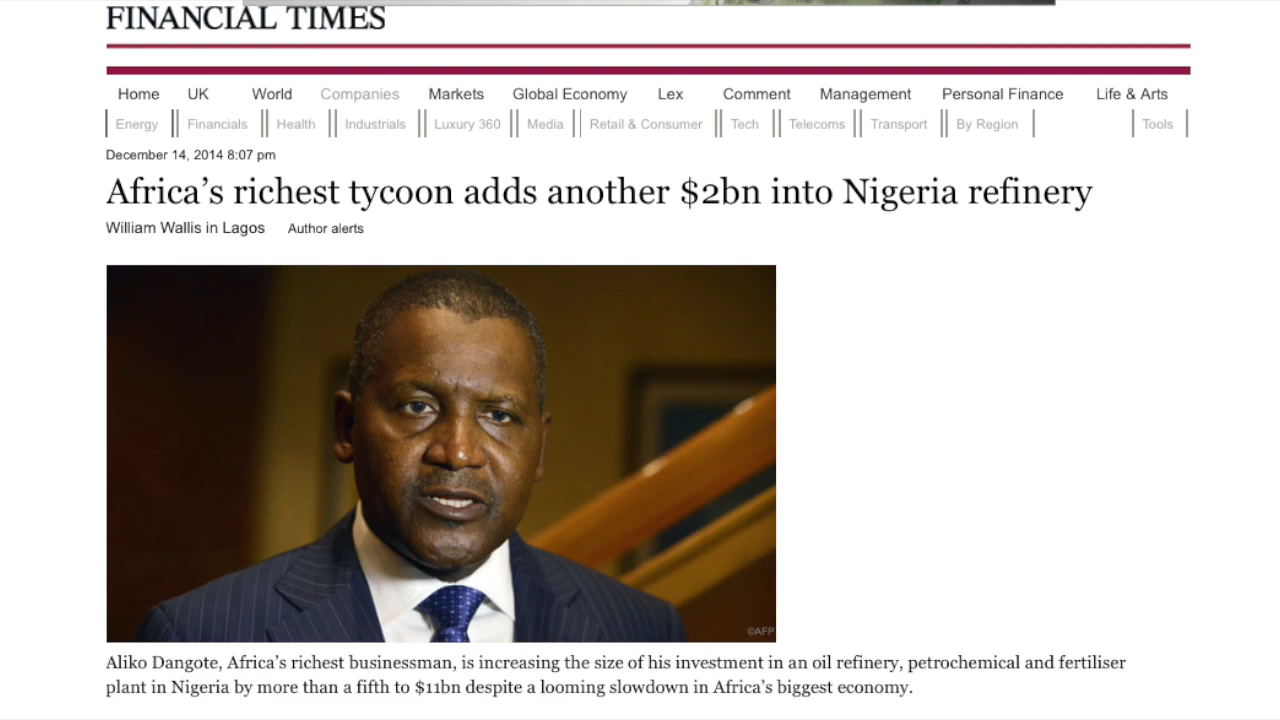 FINANCIAL TIMES
Home UK World Companies Markets Global Economy Lex Comment Management Personal Finance Life & Arts
Energy Financials Health Industrials Luxury 360 Media Retail & Consumer Tech Telecoms Transport By Region Tools
December 14, 2014 8:07 pm
Africa’s richest tycoon adds another $2bn into Nigeria refinery
William Wallis in Lagos Author alerts
©AFP
Aliko Dangote, Africa’s richest businessman, is increasing the size of his investment in an oil refinery, petrochemical and fertiliser
plant in Nigeria by more than a fifth to $11bn despite a looming slowdown in Africa’s biggest economy.